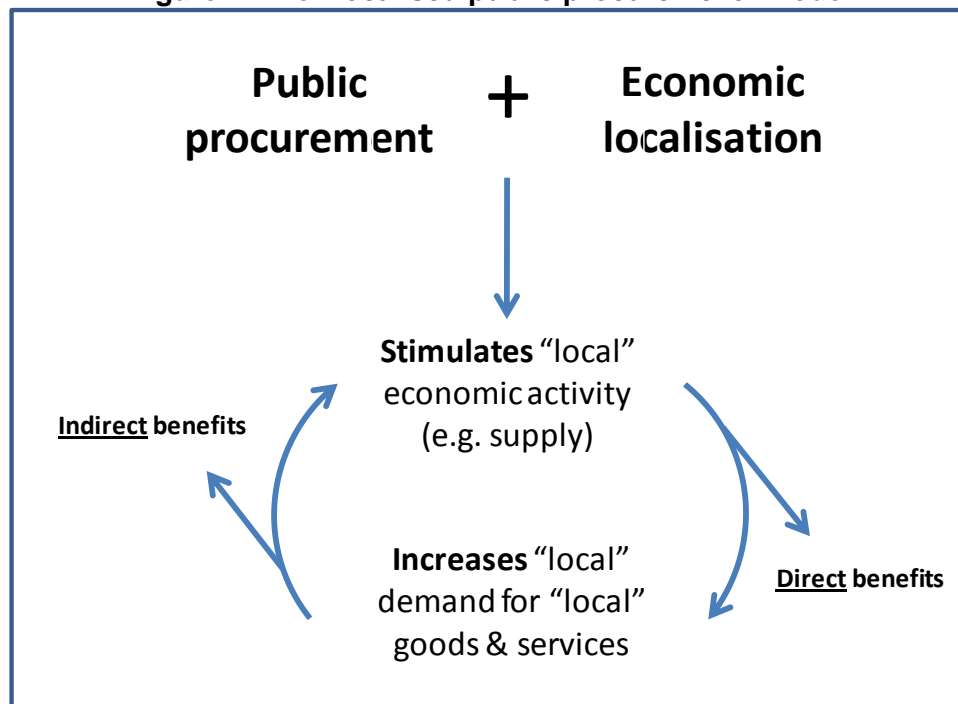 Public
procurement
+
Economic
localisation
Stimulates “local”
economic activity
(e.g. supply)
Indirect benefits
Increases “local”
demand for “local”
goods & services
Direct benefits